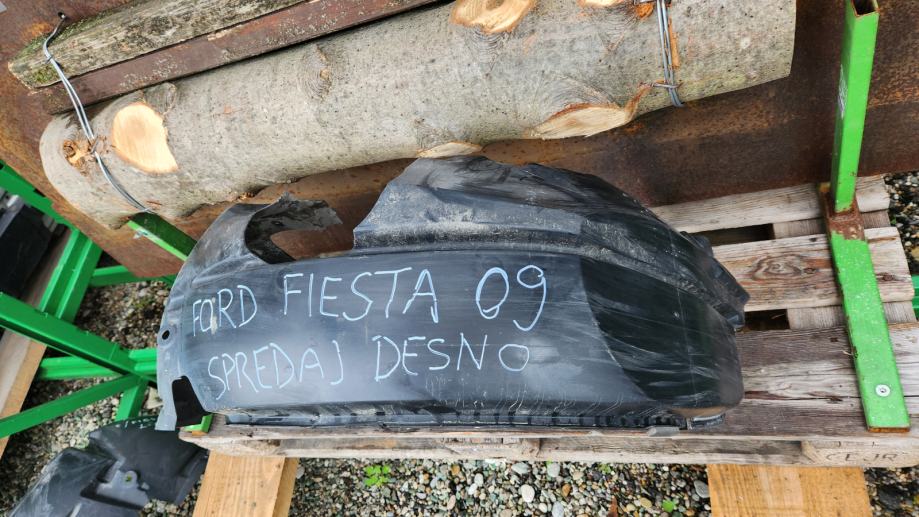 FORD FIESTA 09
SPREDAJ DESNO